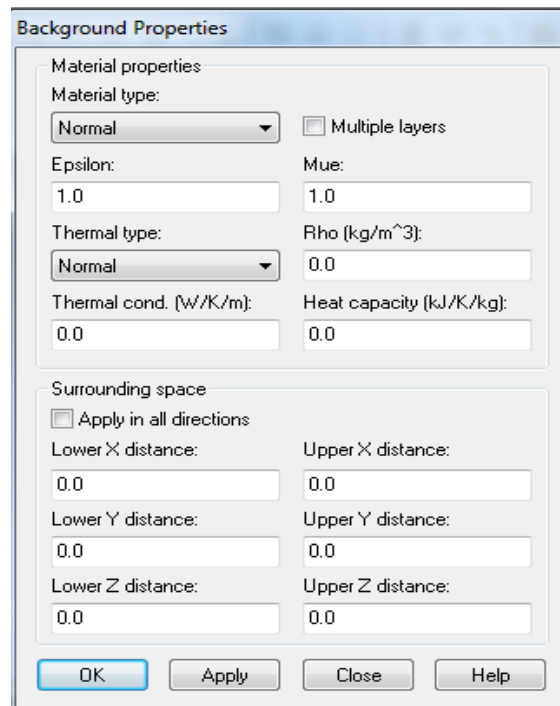 Background Properties
Material properties
Material type:
Normal
Multiple layers
Epsilon:
Mue:
1.0
1.0
Thermal type:
Rho (kg/m^3):
Normal
0.0
Thermal cond. (W/K/m):
Heat capacity (kJ/K/kg):
0.0
0.0
Surrounding space
Apply in all directions
Lower X distance:
Upper X distance:
0.0
0.0
Lower Y distance:
Upper Y distance:
0.0
0.0
Lower Z distance:
Upper Z distance:
0.0
0.0
OK
Apply
Close
Help